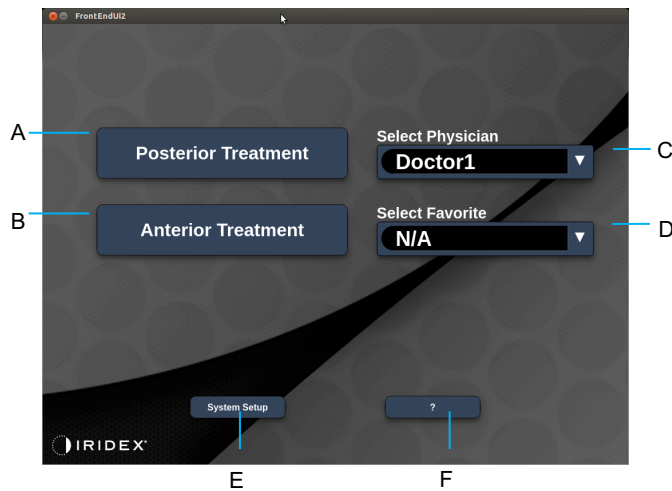 FrontEndUi2
A
Posterior Treatment
Select Physician
Doctor1
C
B
Anterior Treatment
Select Favorite
N/A
D
System Setup
?
IRIDEX
E
F